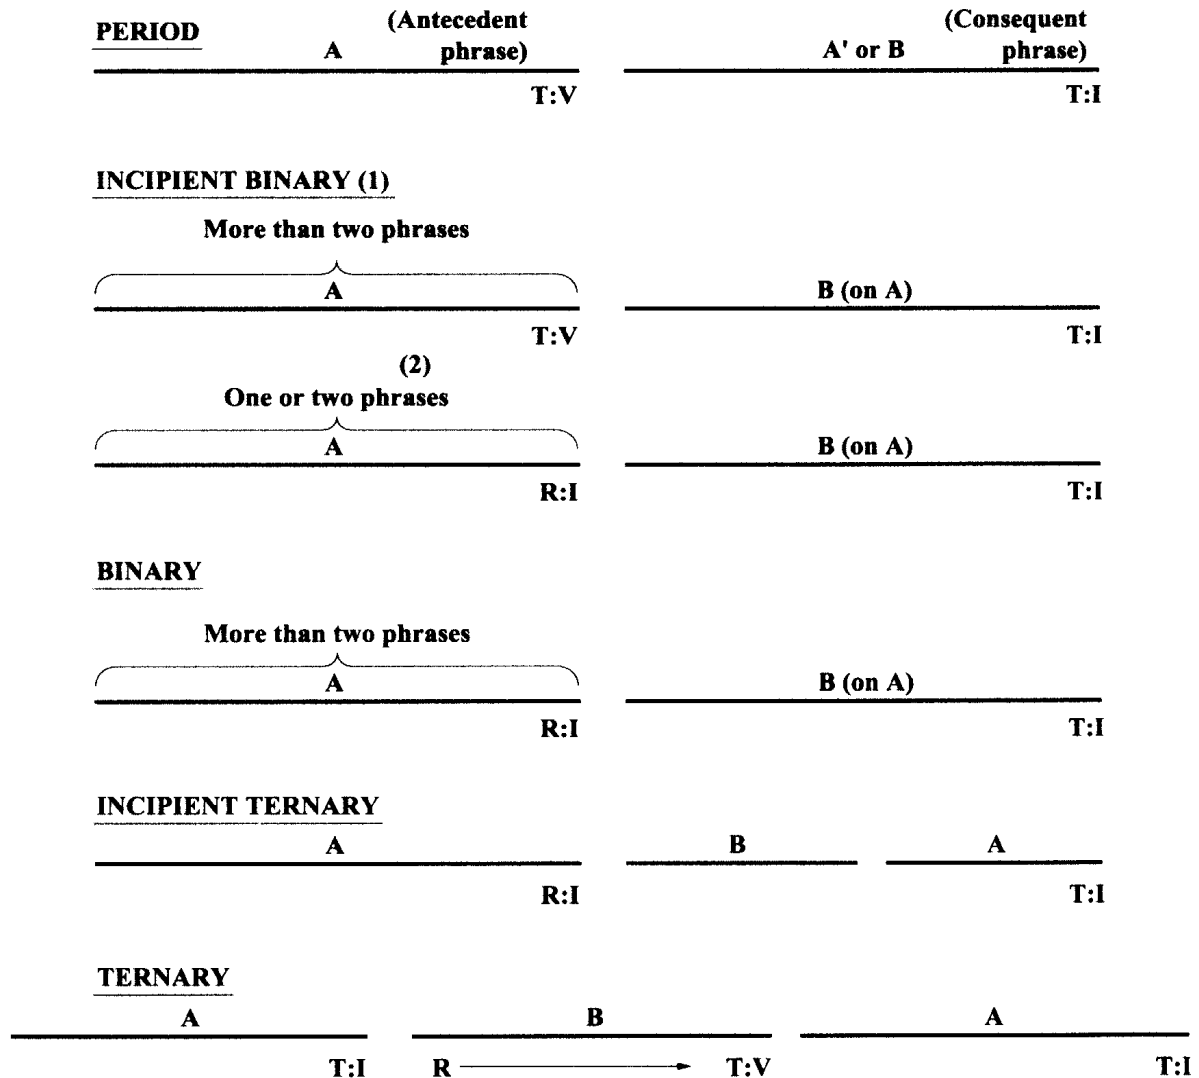 PERIOD
A
(Antecedent
phrase)
A' or B
(Consequent
phrase)
T:V
T:I
INCIPIENT BINARY (1)
More than two phrases
A
B (on A)
T:V
T:I
(2)
One or two phrases
A
B (on A)
R:I
T:I
BINARY
More than two phrases
A
B (on A)
R:I
T:I
INCIPIENT TERNARY
A
B
A
R:I
T:I
TERNARY
A
B
A
T:I
R
T:V
T:I